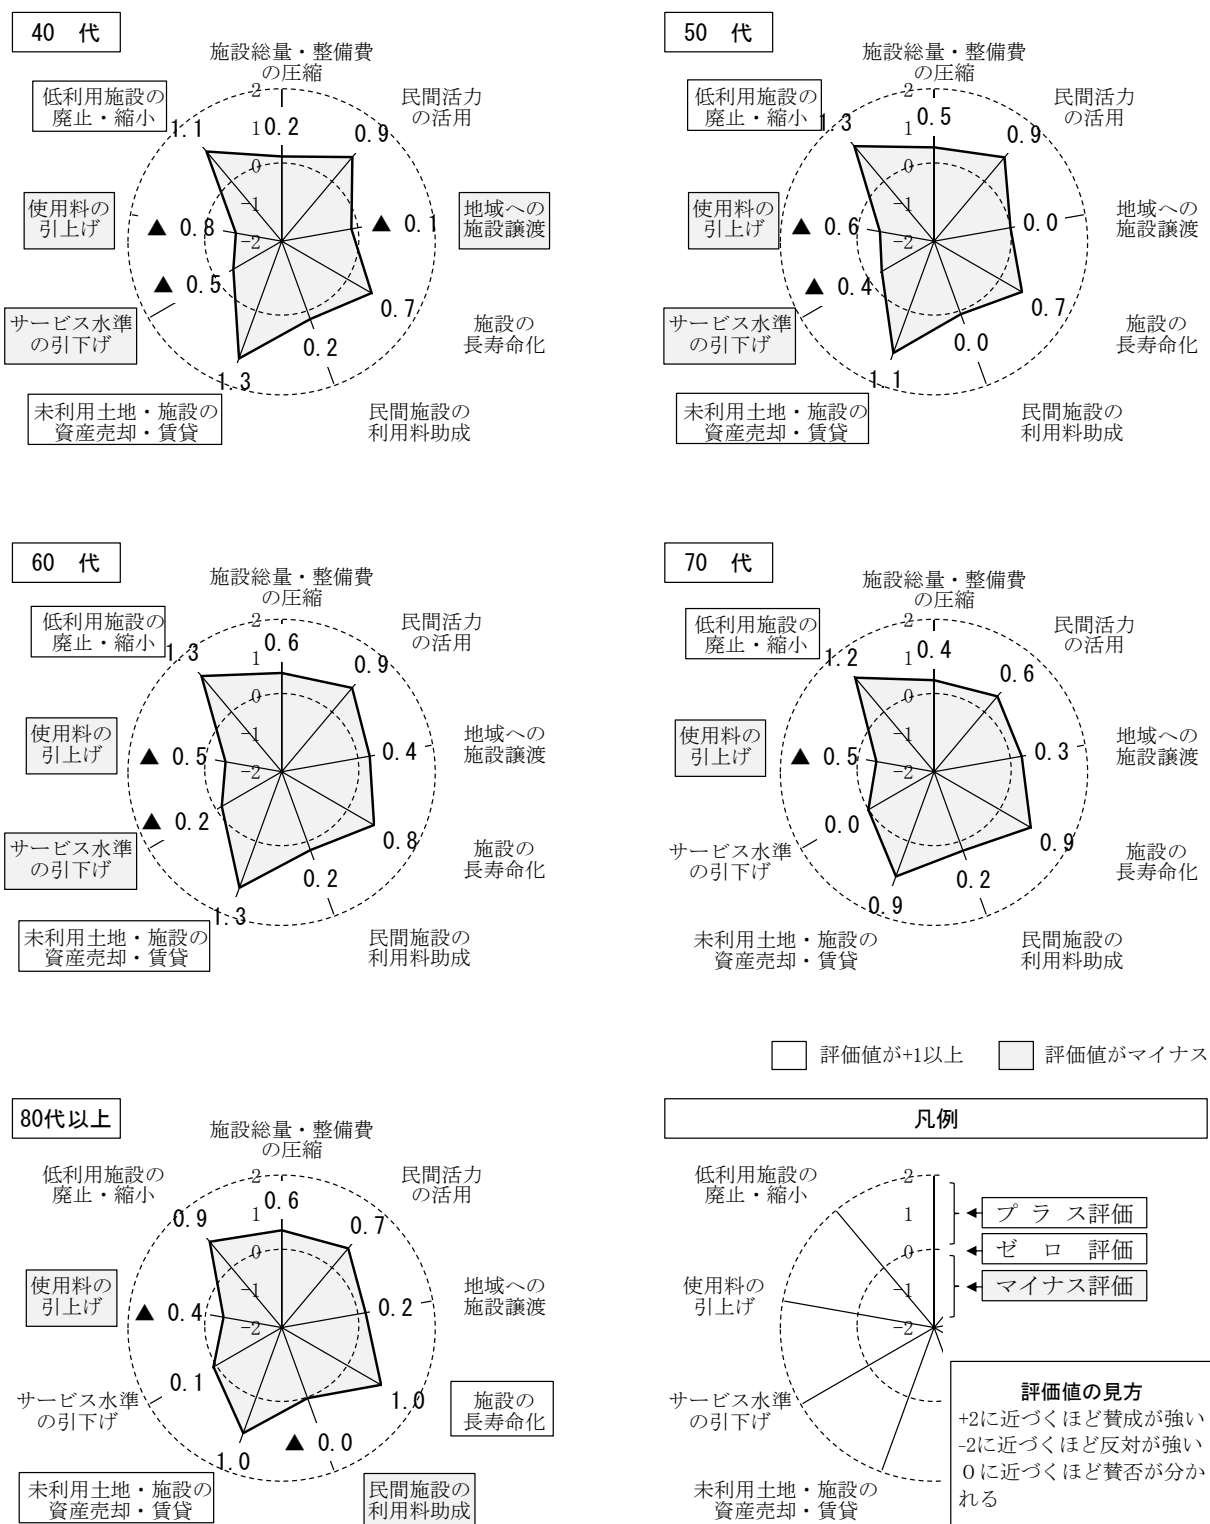 40 代
施設総量・整備費
の圧縮
低利用施設の
廃止・縮小
民間活力
の活用
使用料の
引上げ
地域への
施設譲渡
サービス水準
の引下げ
施設の
長寿命化
未利用土地・施設の
資産売却・賃貸
民間施設の
利用料助成
2
1
0
-1
-2
0.2
0.9
▲ 0.1
0.7
0.2
1.3
▲ 0.5
▲ 0.8
1.1
50 代
施設総量・整備費
の圧縮
低利用施設の
廃止・縮小
民間活力
の活用
使用料の
引上げ
地域への
施設譲渡
サービス水準
の引下げ
施設の
長寿命化
未利用土地・施設の
資産売却・賃貸
民間施設の
利用料助成
2
1
0
-1
-2
0.5
0.9
0.0
0.7
0.0
1.1
▲ 0.4
▲ 0.6
1.3
60 代
施設総量・整備費
の圧縮
低利用施設の
廃止・縮小
民間活力
の活用
使用料の
引上げ
地域への
施設譲渡
サービス水準
の引下げ
施設の
長寿命化
未利用土地・施設の
資産売却・賃貸
民間施設の
利用料助成
2
1
0
-1
-2
0.6
0.9
0.4
0.8
0.2
1.3
▲ 0.2
▲ 0.5
1.3
70 代
施設総量・整備費
の圧縮
低利用施設の
廃止・縮小
民間活力
の活用
使用料の
引上げ
地域への
施設譲渡
サービス水準
の引下げ
施設の
長寿命化
未利用土地・施設の
資産売却・賃貸
民間施設の
利用料助成
2
1
0
-1
-2
0.4
0.6
0.3
0.9
0.2
0.9
0.0
▲ 0.5
1.2
評価値が+1以上
評価値がマイナス
80代以上
施設総量・整備費
の圧縮
低利用施設の
廃止・縮小
民間活力
の活用
使用料の
引上げ
地域への
施設譲渡
サービス水準
の引下げ
施設の
長寿命化
未利用土地・施設の
資産売却・賃貸
民間施設の
利用料助成
2
1
0
-1
-2
0.6
0.7
0.2
1.0
▲ 0.0
1.0
0.1
▲ 0.4
0.9
凡例
低利用施設の
廃止・縮小
使用料の
引上げ
サービス水準
の引下げ
未利用土地・施設の
資産売却・賃貸
2
1
0
-1
-2
プ ラ ス評価
ゼ ロ 評価
マイナス評価
評価値の見方
+2に近づくほど賛成が強い
-2に近づくほど反対が強い
０に近づくほど賛否が分か
れる